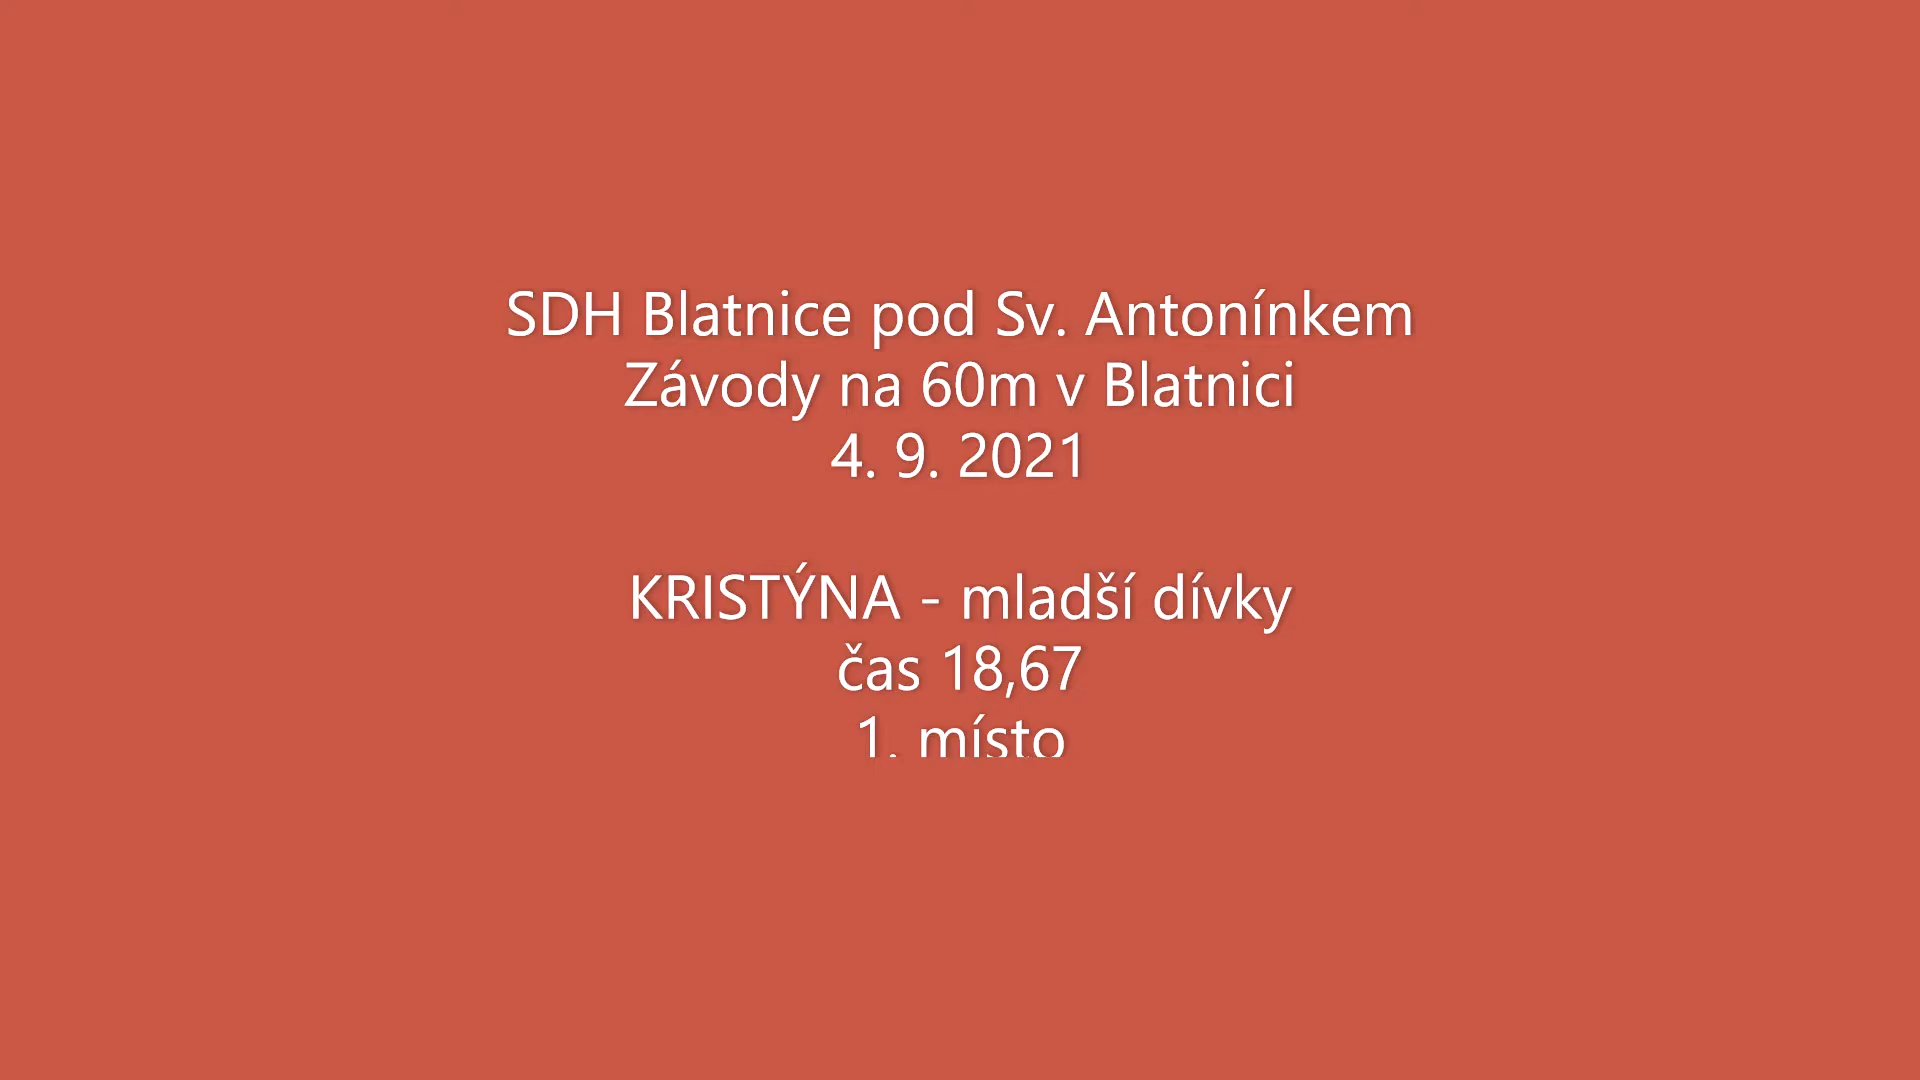 SDH Blatnice pod Sv. Antonínkem
Závody na 60m v Blatnici
4. 9. 2021
KRISTÝNA - mladší dívky
čas 18,67
1. místo